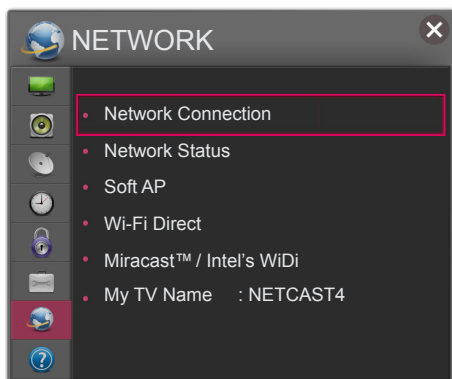 NETWORK
Network Connection
Network Status
Soft AP
Wi-Fi Direct
Miracast™ / Intel's WiDi
My TV Name : NETCAST4